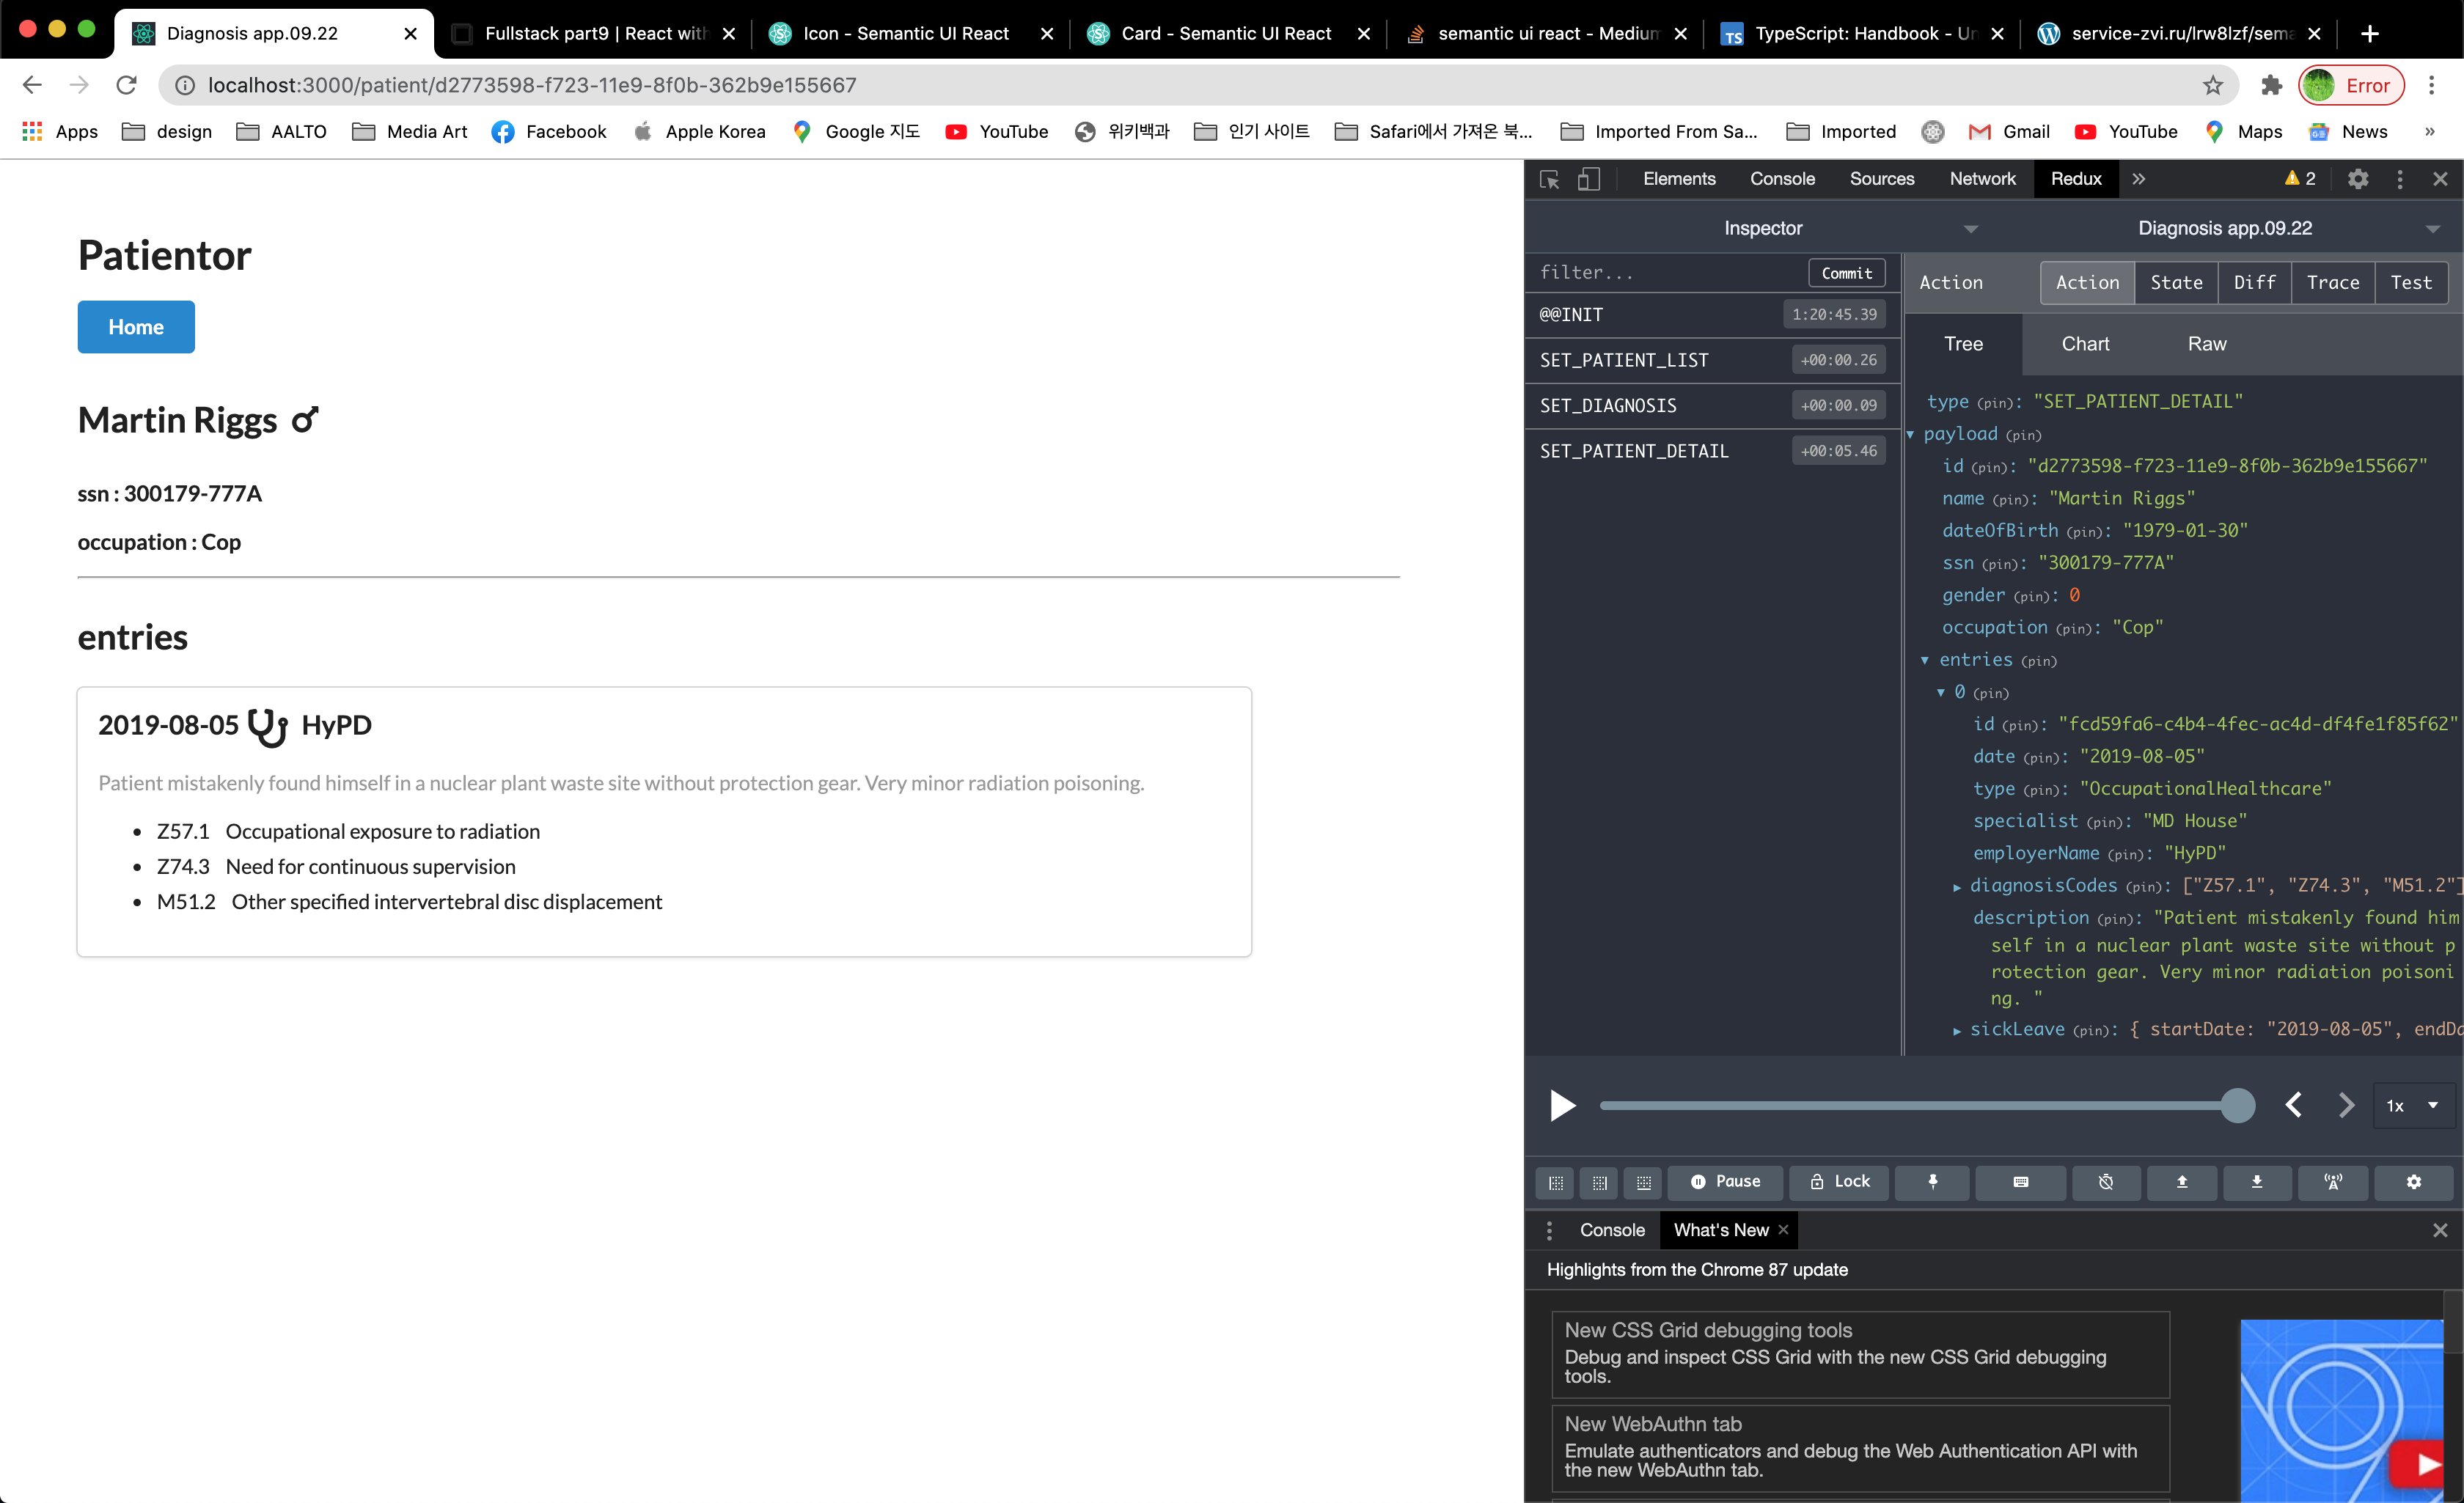 Diagnosis app.09.22
Fullstack part9 | React with
Icon - Semantic UI React
Card - Semantic UI React
semantic ui react - Medium
TypeScript: Handbook - Un
service-zvi.ru/lrw8lzf/sema
localhost:3000/patient/d2773598-f723-11e9-8f0b-362b9e155667
Error
Apps
design
AALTO
Media Art
Facebook
Apple Korea
Google 지도
YouTube
위키백과
인기 사이트
Safari에서 가져온 북...
Imported From Sa...
Imported
Gmail
YouTube
Maps
News
»
Patientor
Home
Martin Riggs
ssn : 300179-777A
occupation : Cop
entries
2019-08-05 HyPD
Patient mistakenly found himself in a nuclear plant waste site without protection gear. Very minor radiation poisoning.
• Z57.1 Occupational exposure to radiation
• Z74.3 Need for continuous supervision
• M51.2 Other specified intervertebral disc displacement
Elements
Console
Sources
Network
Redux
»
2
Inspector
Diagnosis app.09.22
filter...
Commit
@@INIT 1:20:45.39
SET_PATIENT_LIST +00:00.26
SET_DIAGNOSIS +00:00.09
SET_PATIENT_DETAIL +00:05.46
Action
Action
State
Diff
Trace
Test
Tree
Chart
Raw
type (pin): "SET_PATIENT_DETAIL"
payload (pin)
id (pin): "d2773598-f723-11e9-8f0b-362b9e155667"
name (pin): "Martin Riggs"
dateOfBirth (pin): "1979-01-30"
ssn (pin): "300179-777A"
gender (pin): 0
occupation (pin): "Cop"
entries (pin)
0 (pin)
id (pin): "fcd59fa6-c4b4-4fec-ac4d-df4fe1f85f62"
date (pin): "2019-08-05"
type (pin): "OccupationalHealthcare"
specialist (pin): "MD House"
employerName (pin): "HyPD"
diagnosisCodes (pin): ["Z57.1", "Z74.3", "M51.2"]
description (pin): "Patient mistakenly found him
self in a nuclear plant waste site without p
rotection gear. Very minor radiation poisoni
ng. "
sickLeave (pin): { startDate: "2019-08-05", endDa
1x
Pause
Lock
Console
What's New
Highlights from the Chrome 87 update
New CSS Grid debugging tools
Debug and inspect CSS Grid with the new CSS Grid debugging
tools.
New WebAuthn tab
Emulate authenticators and debug the Web Authentication API with
the new WebAuthn tab.